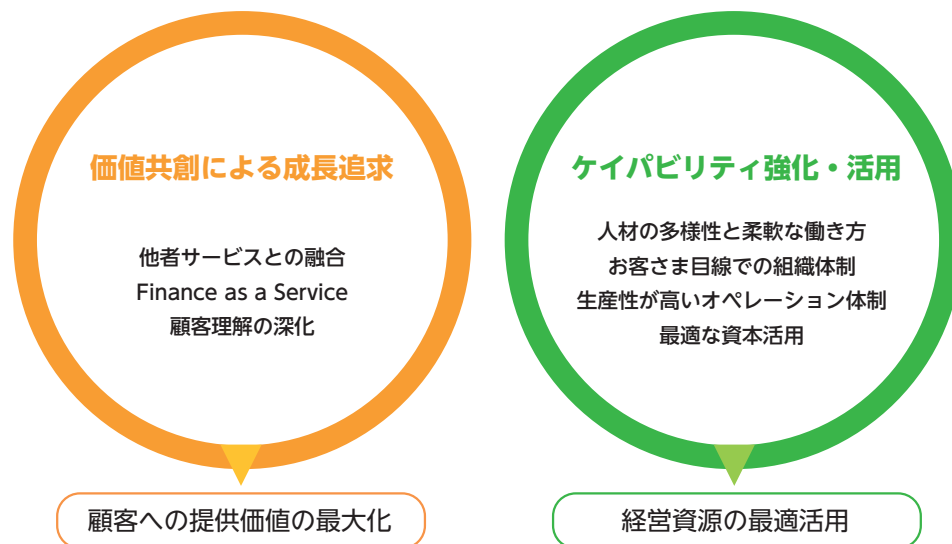 価値共創による成長追求
他者サービスとの融合
Finance as a Service
顧客理解の深化
顧客への提供価値の最大化
ケイパビリティ強化・活用
人材の多様性と柔軟な働き方
お客さま目線での組織体制
生産性が高いオペレーション体制
最適な資本活用
経営資源の最適活用